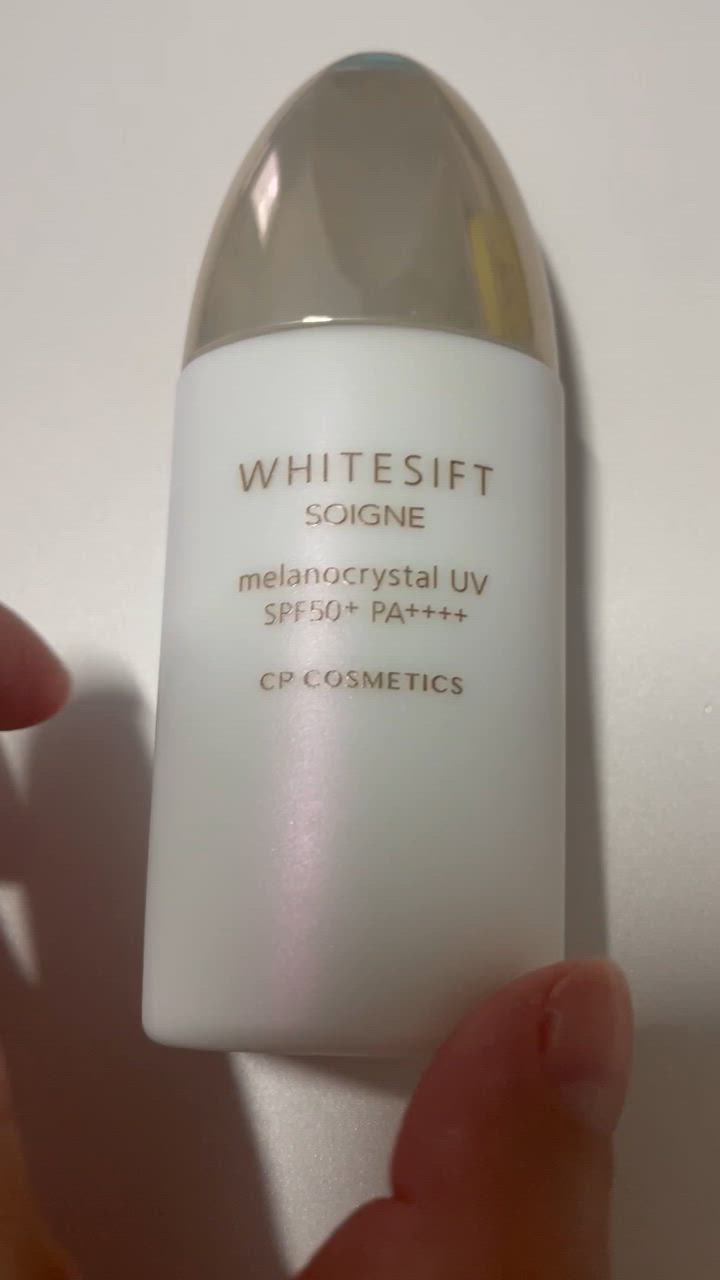 WHITESIFT
SOIGNE
melanocrystal UV
SPF50+ PA++++
CP COSMETICS